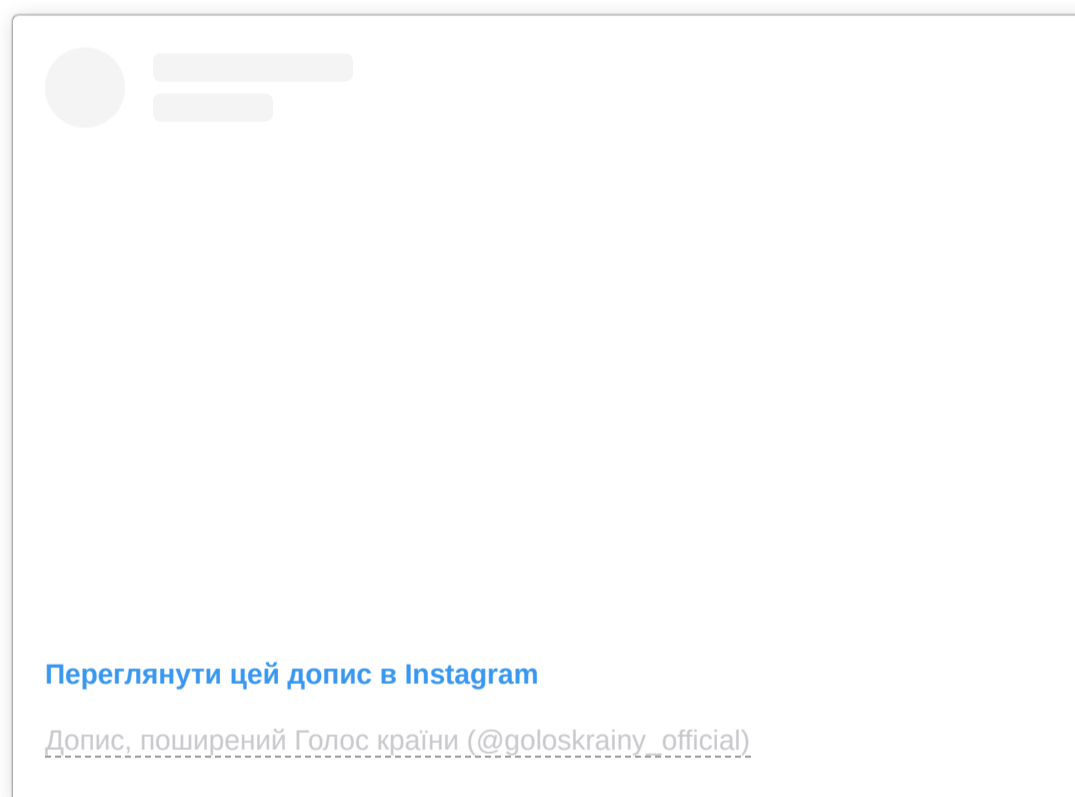 Переглянути цей допис в Instagram
Допис, поширений Голос країни (@goloskrainy_official)